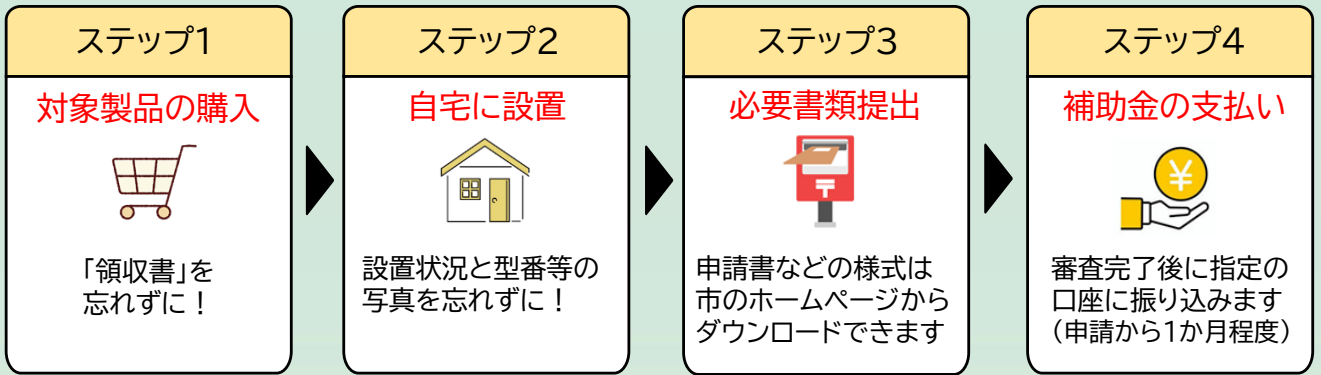 ステップ1
対象製品の購入
「領収書」を
忘れずに！
ステップ2
自宅に設置
設置状況と型番等の
写真を忘れずに！
ステップ3
必要書類提出
申請書などの様式は
市のホームページから
ダウンロードできます
ステップ4
補助金の支払い
¥
審査完了後に指定の
口座に振り込みます
（申請から1か月程度）